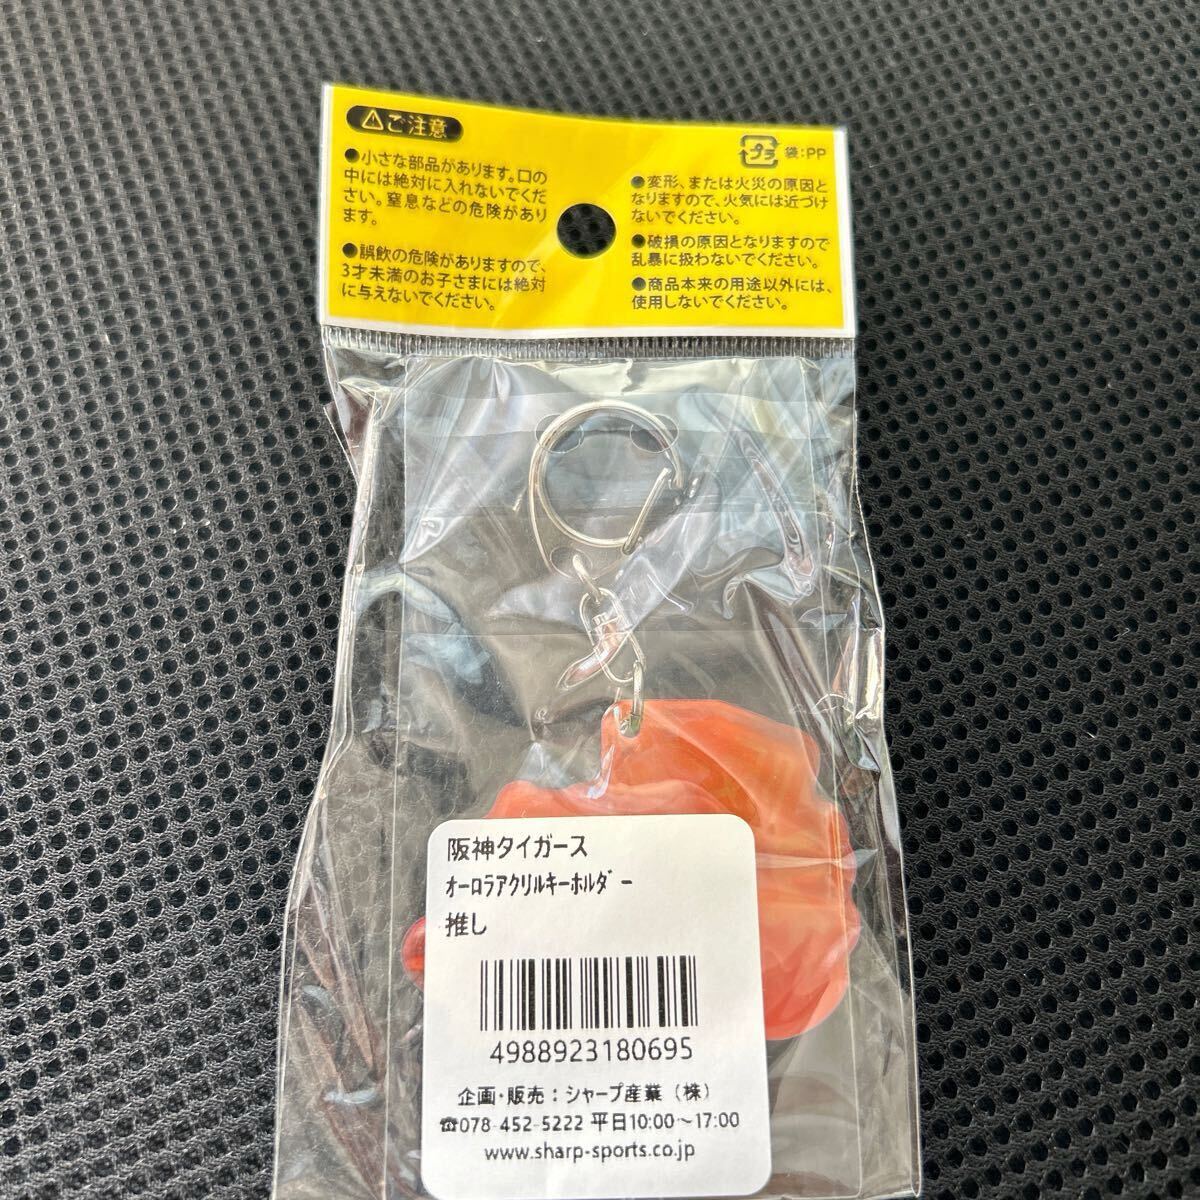 ⚠ご注意
●小さな部品があります。口の
中には絶対に入れないでくだ
さい。窒息などの危険があり
ます。
●誤飲の危険がありますので、
3才未満のお子さまには絶対
に与えないでください。
プラ 袋:PP
●変形、または火災の原因と
なりますので、火気には近づけ
ないでください。
●破損の原因となりますので
乱暴に扱わないでください。
●商品本来の用途以外には、
使用しないでください。
阪神タイガース
オーロラアクリルキーホルダー
推し
4988923180695
企画・販売：シャープ産業（株）
☎078-452-5222 平日10:00～17:00
www.sharp-sports.co.jp